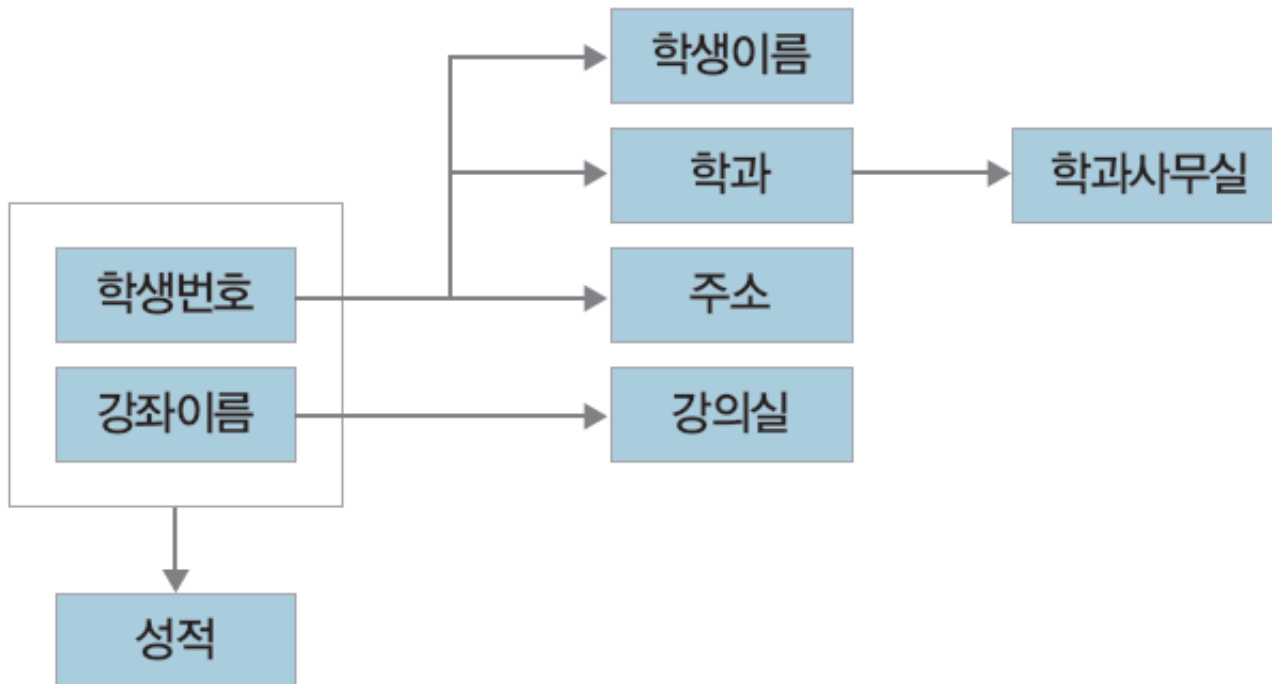 학생이름
학과
학과사무실
학생번호
주소
강좌이름
강의실
성적